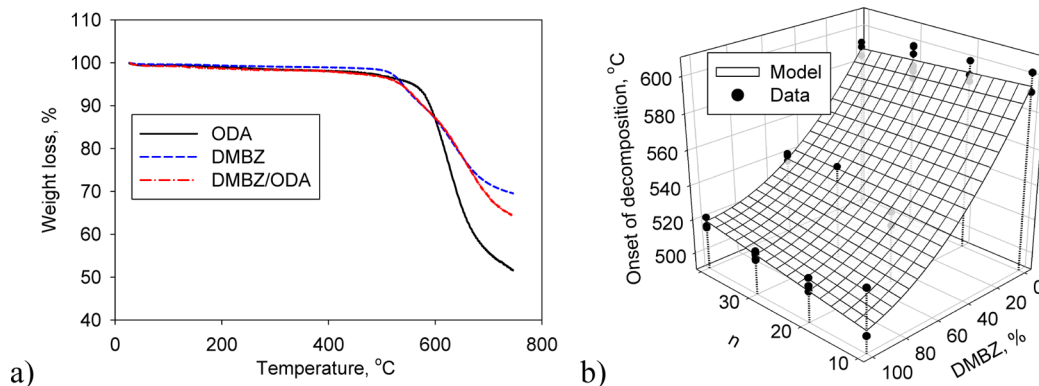 a)
Weight loss, %
110
100
90
80
70
60
50
40
ODA
DMBZ
DMBZ/ODA
0 200 400 600 800
Temperature, °C
b)
Onset of decomposition, °C
600
580
560
540
520
500
Model
Data
30
20
10
n
100
80
60
40
20
0
DMBZ, %